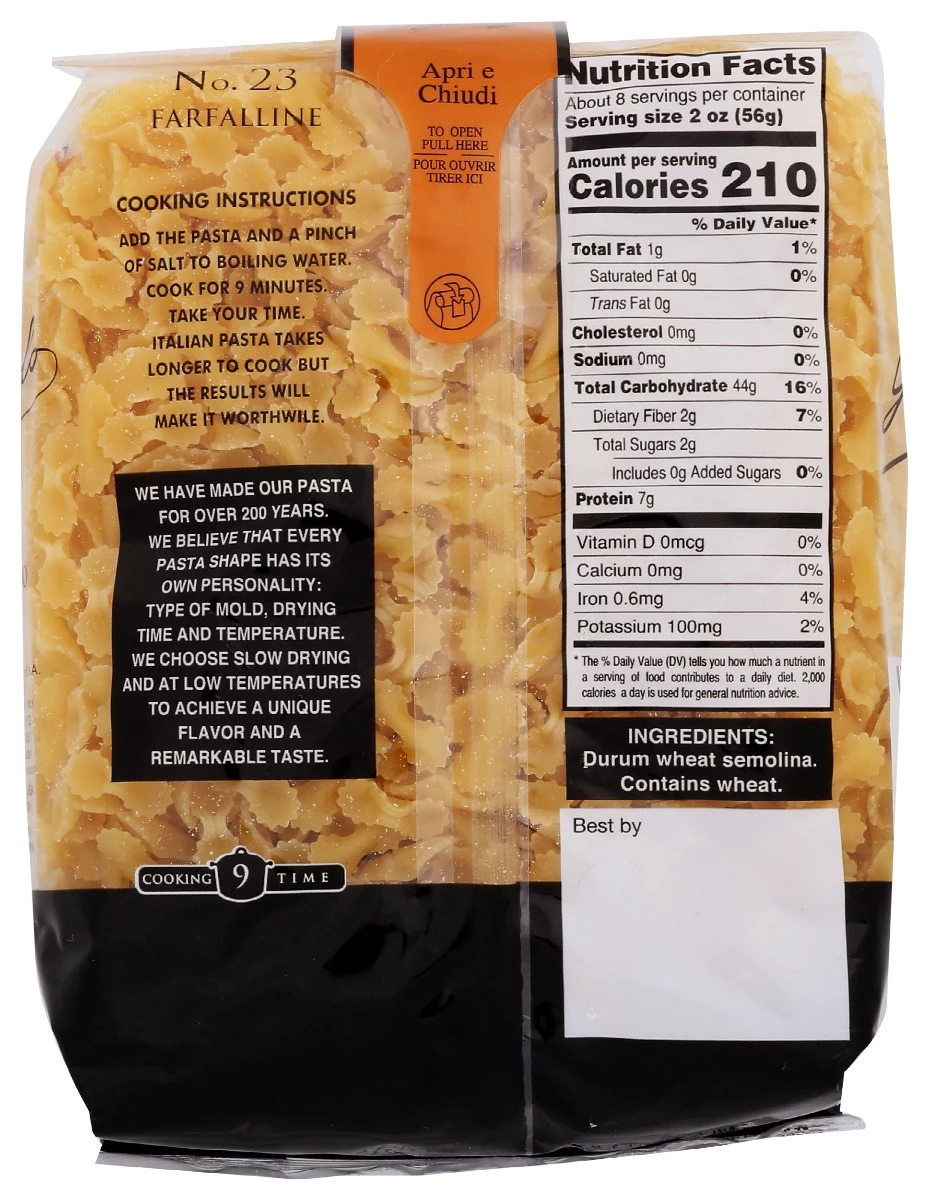 No. 23
FARFALLINE
COOKING INSTRUCTIONS
ADD THE PASTA AND A PINCH
OF SALT TO BOILING WATER.
COOK FOR 9 MINUTES.
TAKE YOUR TIME.
ITALIAN PASTA TAKES
LONGER TO COOK BUT
THE RESULTS WILL
MAKE IT WORTHWILE.
WE HAVE MADE OUR PASTA
FOR OVER 200 YEARS.
WE BELIEVE THAT EVERY
PASTA SHAPE HAS ITS
OWN PERSONALITY:
TYPE OF MOLD, DRYING
TIME AND TEMPERATURE.
WE CHOOSE SLOW DRYING
AND AT LOW TEMPERATURES
TO ACHIEVE A UNIQUE
FLAVOR AND A
REMARKABLE TASTE.
COOKING 9 TIME
Apri e
Chiudi
TO OPEN
PULL HERE
POUR OUVRIR
TIRER ICI
Nutrition Facts
About 8 servings per container
Serving size 2 oz (56g)
Amount per serving
Calories 210
% Daily Value*
Total Fat 1g 1%
Saturated Fat 0g 0%
Trans Fat 0g
Cholesterol 0mg 0%
Sodium 0mg 0%
Total Carbohydrate 44g 16%
Dietary Fiber 2g 7%
Total Sugars 2g
Includes 0g Added Sugars 0%
Protein 7g
Vitamin D 0mcg 0%
Calcium 0mg 0%
Iron 0.6mg 4%
Potassium 100mg 2%
* The % Daily Value (DV) tells you how much a nutrient in
a serving of food contributes to a daily diet. 2,000
calories a day is used for general nutrition advice.
INGREDIENTS:
Durum wheat semolina.
Contains wheat.
Best by